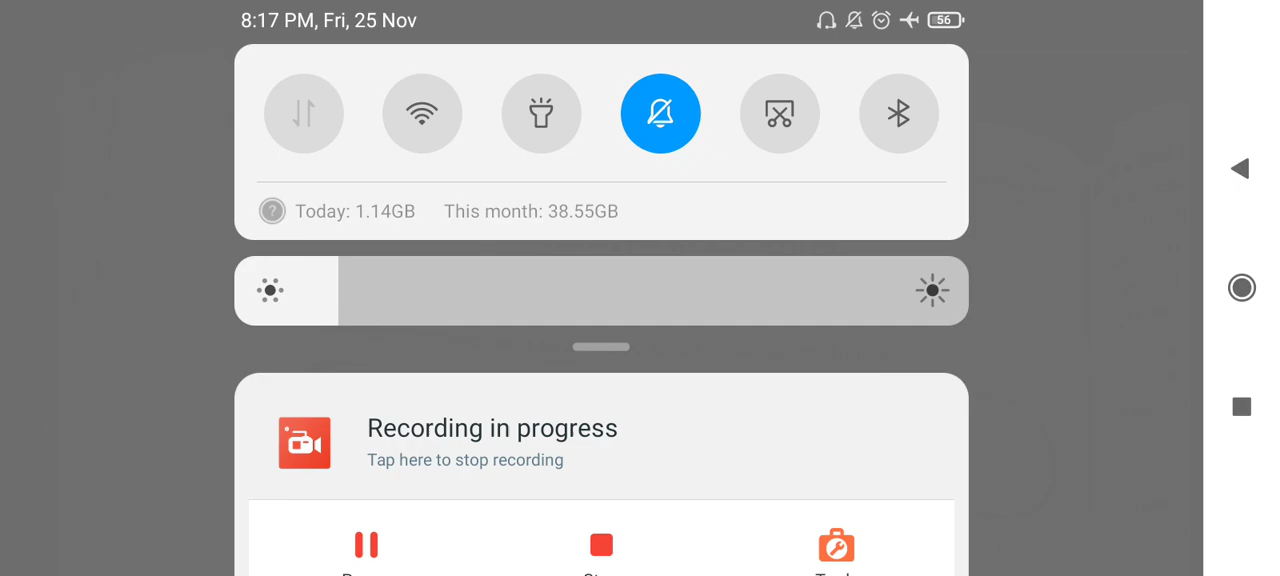 8:17 PM, Fri, 25 Nov
56
Today: 1.14GB This month: 38.55GB
Recording in progress
Tap here to stop recording